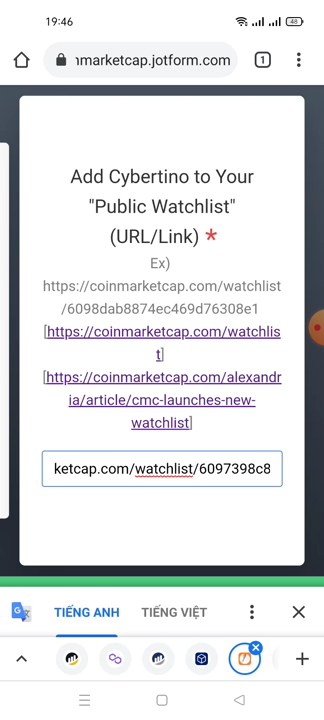 19:46
48
nmarketcap.jotform.com
1
Add Cybertino to Your
"Public Watchlist"
(URL/Link) *
Ex)
https://coinmarketcap.com/watchlist
/6098dab8874ec469d76308e1
[https://coinmarketcap.com/watchlis
t]
[https://coinmarketcap.com/alexandr
ia/article/cmc-launches-new-
watchlist]
ketcap.com/watchlist/6097398c8
TIẾNG ANH TIẾNG VIỆT